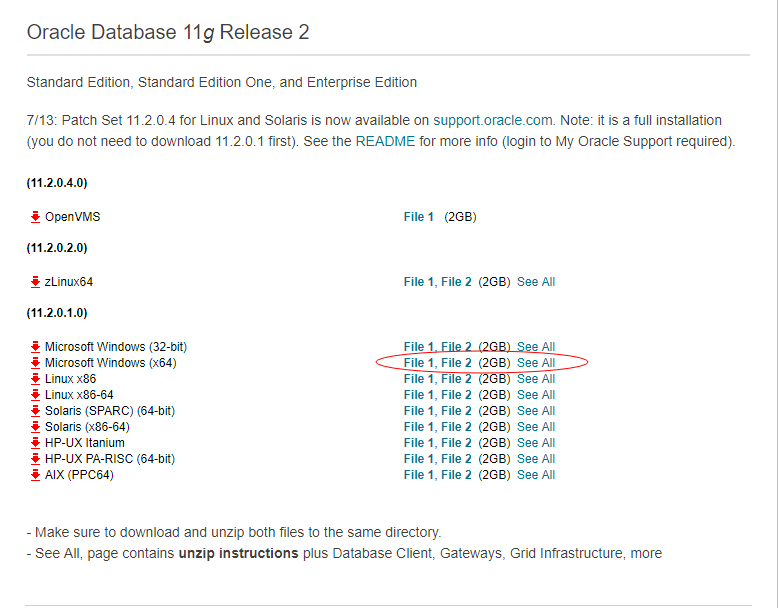 Oracle Database 11g Release 2
Standard Edition, Standard Edition One, and Enterprise Edition
7/13: Patch Set 11.2.0.4 for Linux and Solaris is now available on support.oracle.com. Note: it is a full installation
(you do not need to download 11.2.0.1 first). See the README for more info (login to My Oracle Support required).
(11.2.0.4.0)
OpenVMS File 1 (2GB)
(11.2.0.2.0)
zLinux64 File 1, File 2 (2GB) See All
(11.2.0.1.0)
Microsoft Windows (32-bit) File 1, File 2 (2GB) See All
Microsoft Windows (x64) File 1, File 2 (2GB) See All
Linux x86 File 1, File 2 (2GB) See All
Linux x86-64 File 1, File 2 (2GB) See All
Solaris (SPARC) (64-bit) File 1, File 2 (2GB) See All
Solaris (x86-64) File 1, File 2 (2GB) See All
HP-UX Itanium File 1, File 2 (2GB) See All
HP-UX PA-RISC (64-bit) File 1, File 2 (2GB) See All
AIX (PPC64) File 1, File 2 (2GB) See All
- Make sure to download and unzip both files to the same directory.
- See All, page contains unzip instructions plus Database Client, Gateways, Grid Infrastructure, more